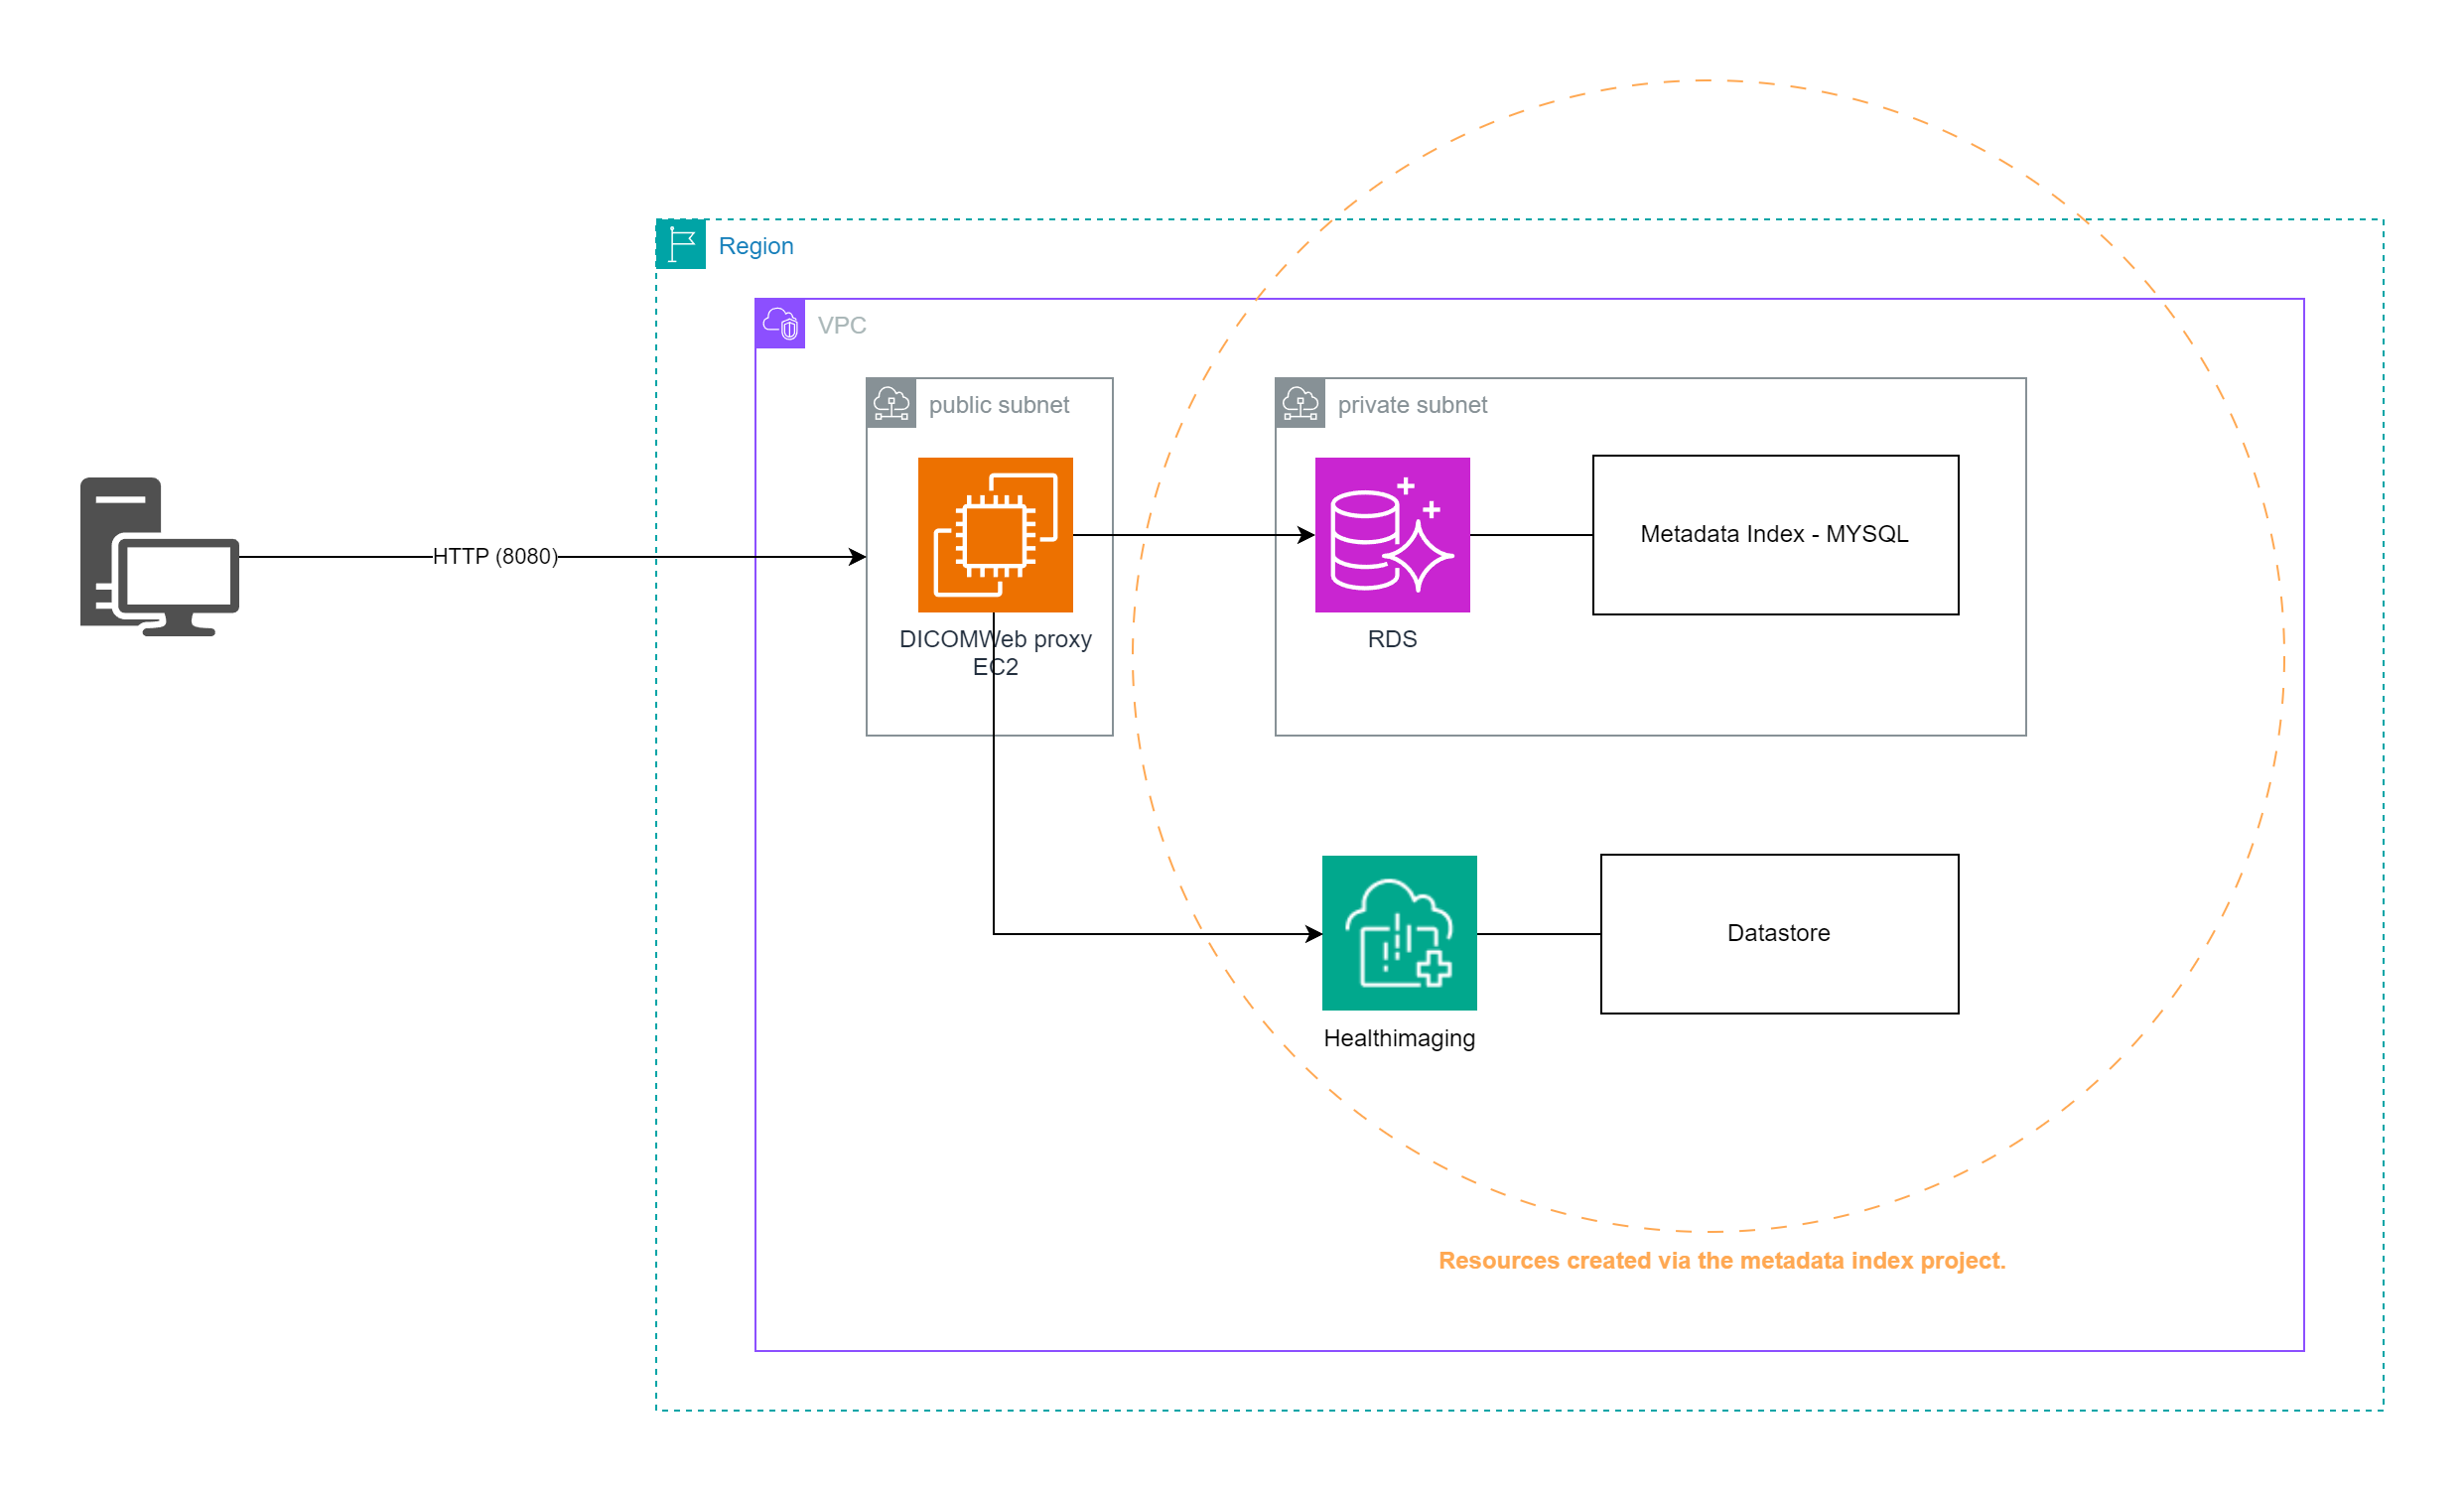 Region
VPC
public subnet
private subnet
HTTP (8080)
Metadata Index - MYSQL
DICOMWeb proxy
EC2
RDS
Datastore
Healthimaging
Resources created via the metadata index project.